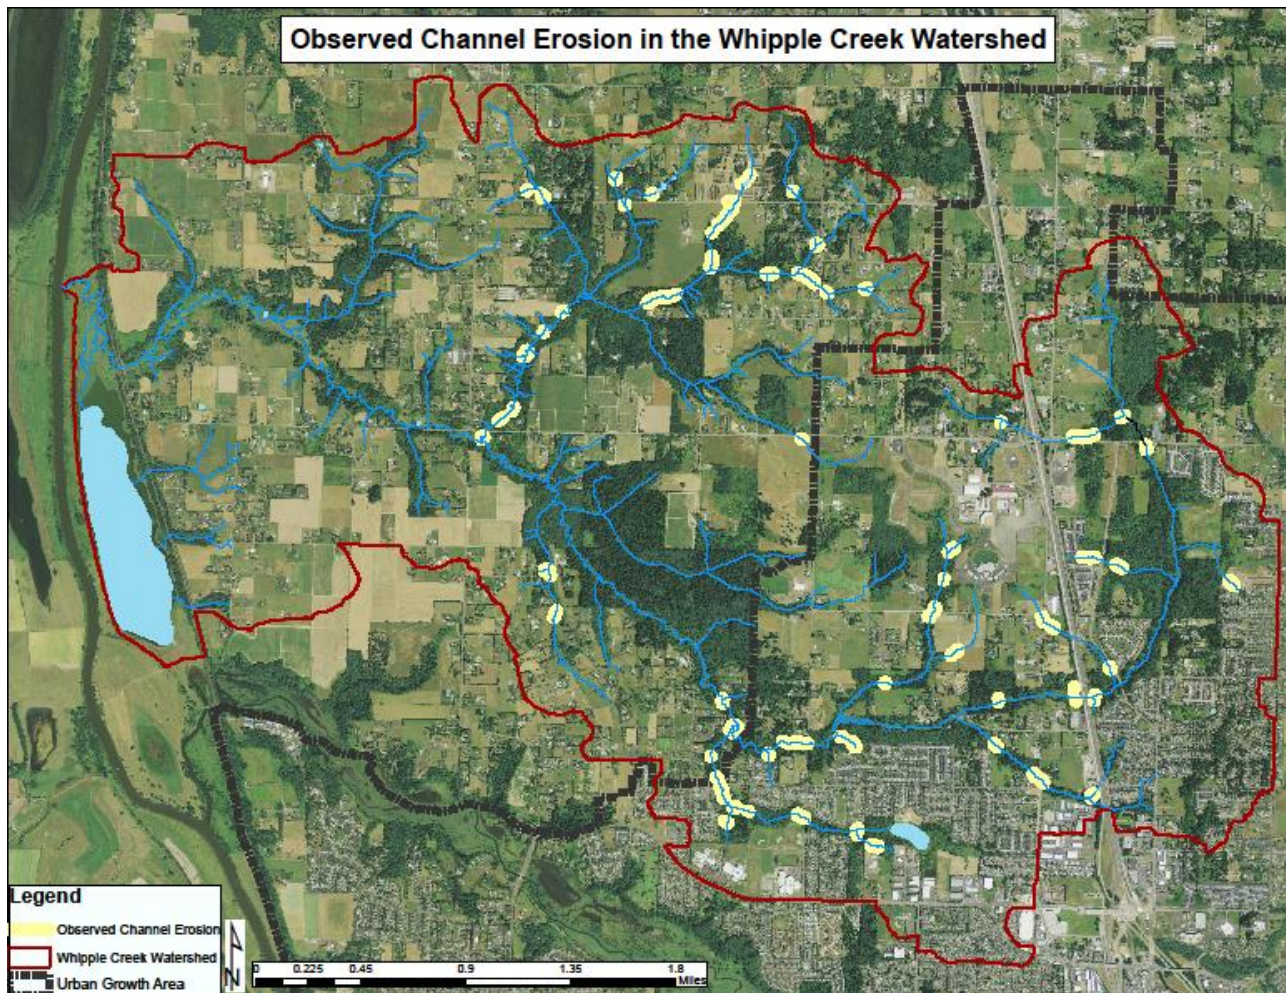 Observed Channel Erosion in the Whipple Creek Watershed
Legend
Observed Channel Erosion
Whipple Creek Watershed
Urban Growth Area
N
0 0.225 0.45 0.9 1.35 1.8
Miles